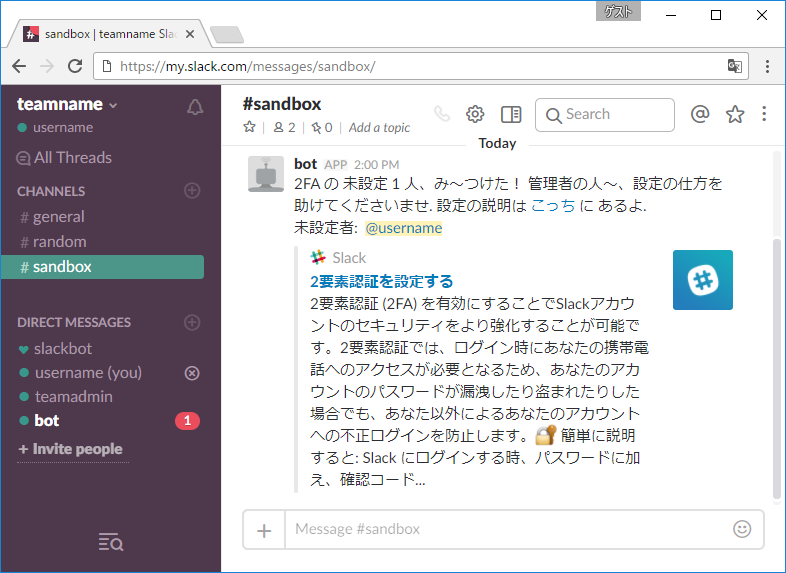 ゲスト
sandbox | teamname Sla
https://my.slack.com/messages/sandbox/
teamname
username
All Threads
CHANNELS
# general
# random
# sandbox
DIRECT MESSAGES
slackbot
username (you)
teamadmin
bot 1
+ Invite people
#sandbox
2 | 0 | Add a topic
Search
Today
bot APP 2:00 PM
2FA の 未設定 1 人、み〜つけた！ 管理者の人〜、設定の仕方を
助けてくださいませ. 設定の説明は こっち に あるよ.
未設定者: @username
Slack
2要素認証を設定する
2要素認証 (2FA) を有効にすることでSlackアカウ
ントのセキュリティをより強化することが可能で
す。2要素認証では、ログイン時にあなたの携帯電
話へのアクセスが必要となるため、あなたのアカ
ウントのパスワードが漏洩したり盗まれたりした
場合でも、あなた以外によるあなたのアカウント
への不正ログインを防止します。 簡単に説明
すると: Slack にログインする時、パスワードに加
え、確認コード...
Message #sandbox